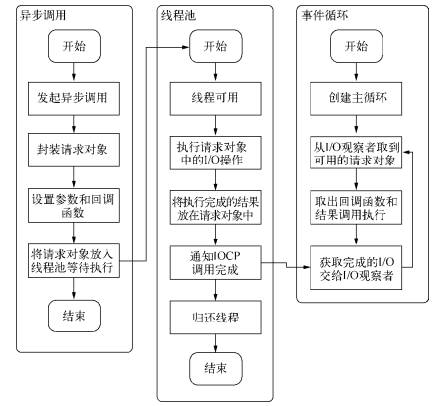 异步调用
开始
发起异步调用
封装请求对象
设置参数和回调
函数
将请求对象放入
线程池等待执行
结束
线程池
开始
线程可用
执行请求对象
中的I/O操作
将执行完成的结果
放在请求对象中
通知IOCP
调用完成
归还线程
结束
事件循环
开始
创建主循环
从I/O观察者取到
可用的请求对象
取出回调函数和
结果调用执行
获取完成的I/O
交给I/O观察者